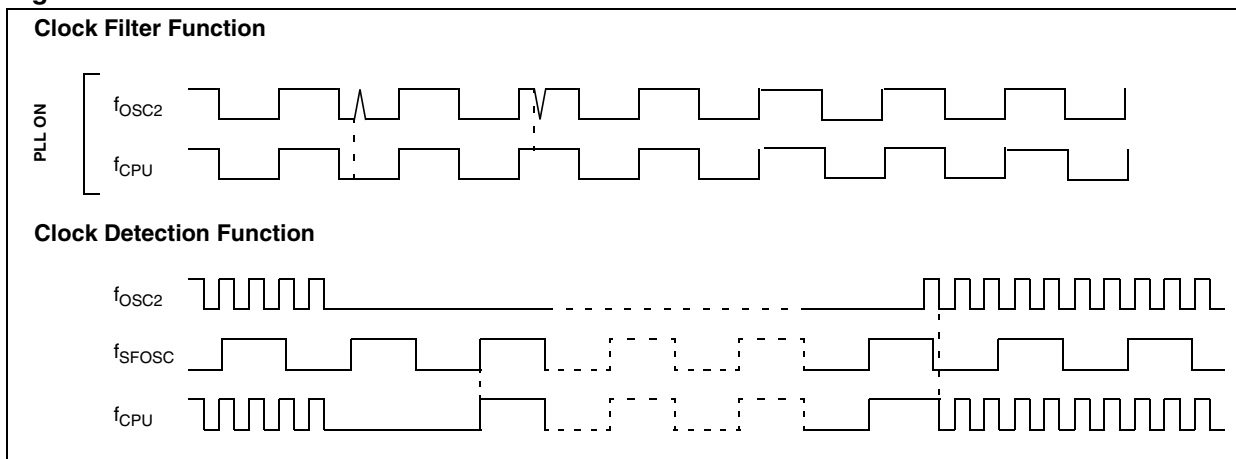 Clock Filter Function
PLL ON
fOSC2
fCPU
Clock Detection Function
fOSC2
fSFOSC
fCPU